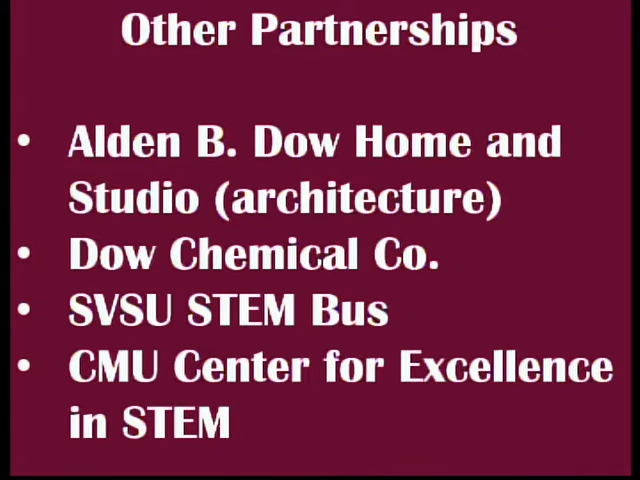 Other Partnerships
• Alden B. Dow Home and
Studio (architecture)
• Dow Chemical Co.
• SVSU STEM Bus
• CMU Center for Excellence
in STEM